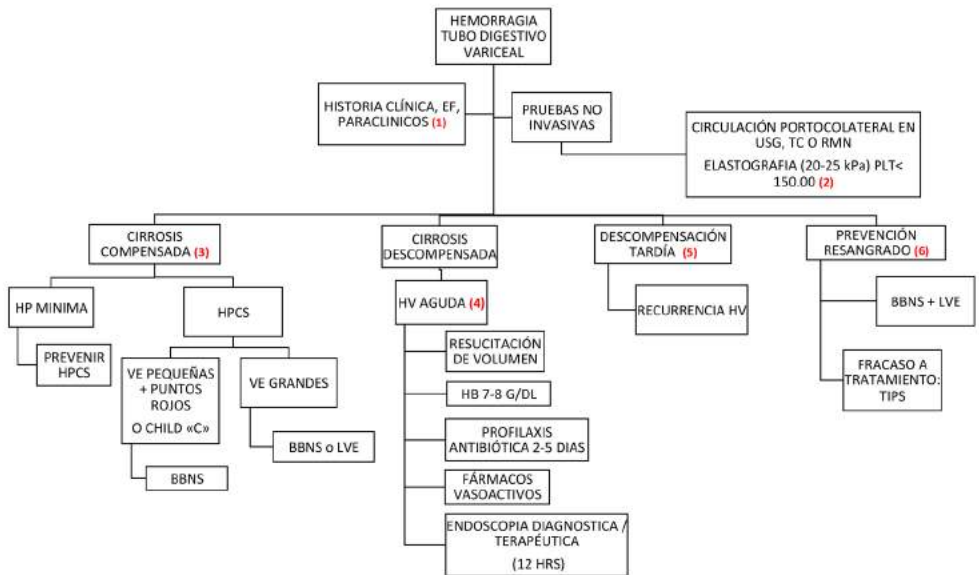 HEMORRAGIA
TUBO DIGESTIVO
VARICEAL
HISTORIA CLÍNICA, EF,
PARACLINICOS (1)
PRUEBAS NO
INVASIVAS
CIRCULACIÓN PORTOCOLATERAL EN
USG, TC O RMN
ELASTOGRAFIA (20-25 kPa) PLT<
150.00 (2)
CIRROSIS
COMPENSADA (3)
HP MINIMA
PREVENIR
HPCS
HPCS
VE PEQUEÑAS
+ PUNTOS
ROJOS
O CHILD «C»
BBNS
VE GRANDES
BBNS o LVE
CIRROSIS
DESCOMPENSADA
HV AGUDA (4)
RESUCITACIÓN
DE VOLUMEN
HB 7-8 G/DL
PROFILAXIS
ANTIBIÓTICA 2-5 DIAS
FÁRMACOS
VASOACTIVOS
ENDOSCOPIA DIAGNOSTICA /
TERAPÉUTICA
(12 HRS)
DESCOMPENSACIÓN
TARDÍA (5)
RECURRENCIA HV
PREVENCIÓN
RESANGRADO (6)
BBNS + LVE
FRACASO A
TRATAMIENTO:
TIPS